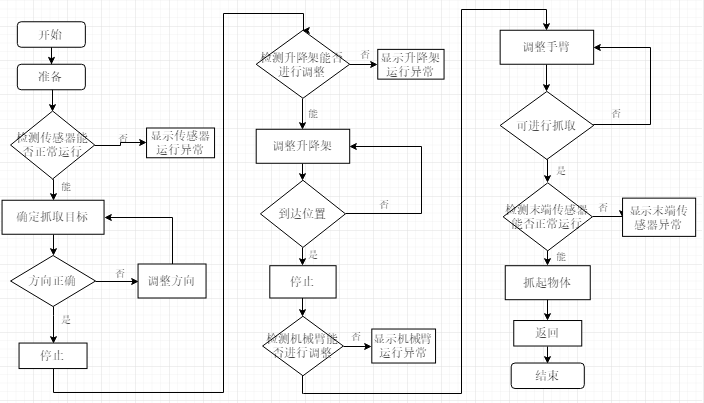 开始
准备
检测传感器能
否正常运行
否
显示传感器
运行异常
能
确定抓取目标
方向正确
否
调整方向
是
停止
检测升降架能否
进行调整
否
显示升降架
运行异常
能
调整升降架
到达位置
否
是
停止
检测机械臂能
否进行调整
否
显示机械臂
运行异常
调整手臂
可进行抓取
否
是
检测末端传感器
能否正常运行
否
显示末端传
感器异常
能
抓起物体
返回
结束